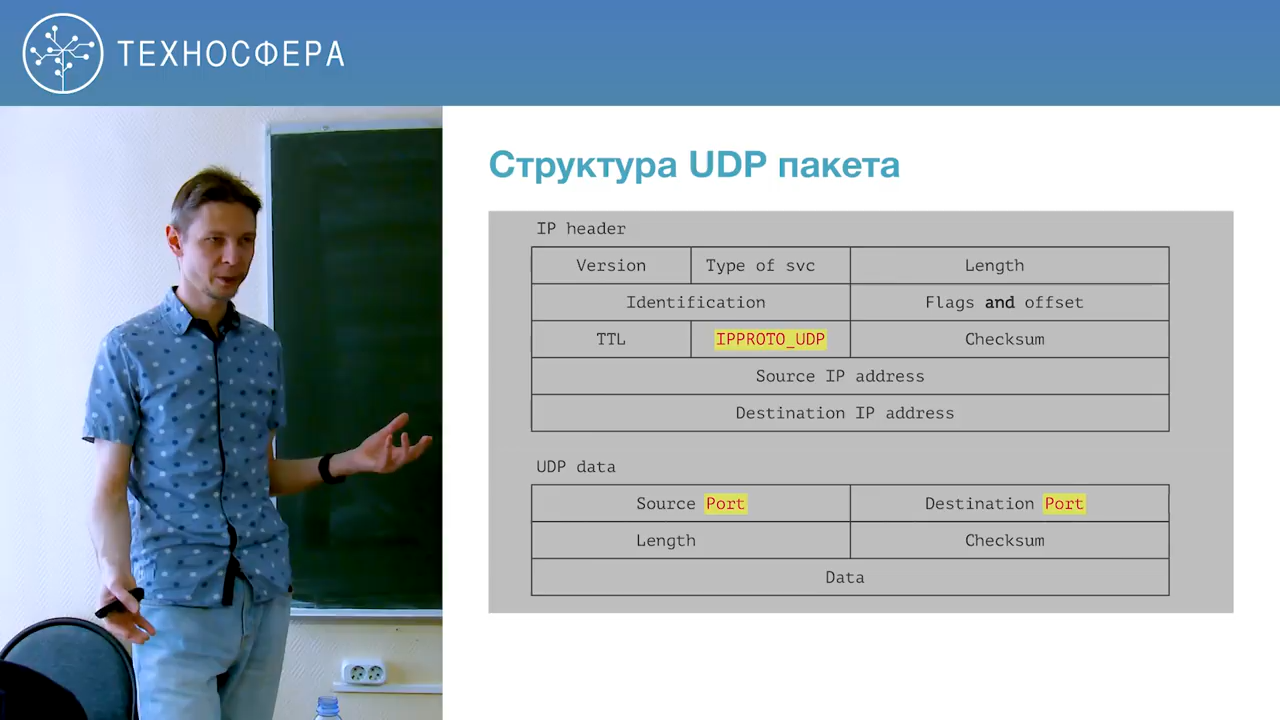 ТЕХНОСФЕРА
Структура UDP пакета
IP header
Version Type of svc Length
Identification Flags and offset
TTL IPPROTO_UDP Checksum
Source IP address
Destination IP address
UDP data
Source Port Destination Port
Length Checksum
Data